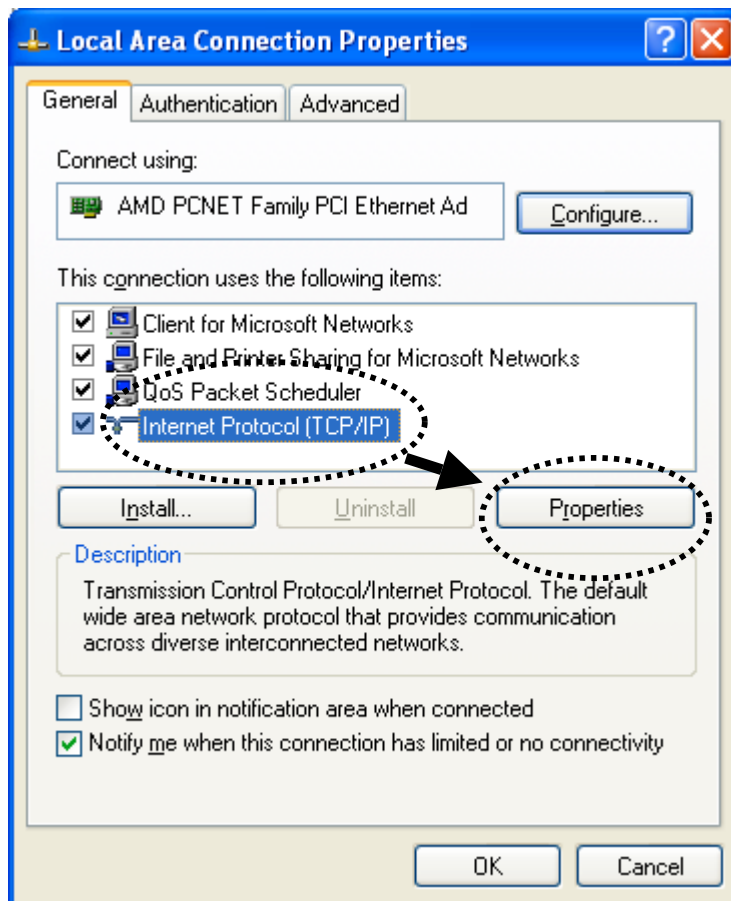 Local Area Connection Properties
General Authentication Advanced
Connect using:
AMD PCNET Family PCI Ethernet Ad
Configure...
This connection uses the following items:
Client for Microsoft Networks
File and Printer Sharing for Microsoft Networks
QoS Packet Scheduler
Internet Protocol (TCP/IP)
Install... Uninstall Properties
Description
Transmission Control Protocol/Internet Protocol. The default
wide area network protocol that provides communication
across diverse interconnected networks.
Show icon in notification area when connected
Notify me when this connection has limited or no connectivity
OK Cancel